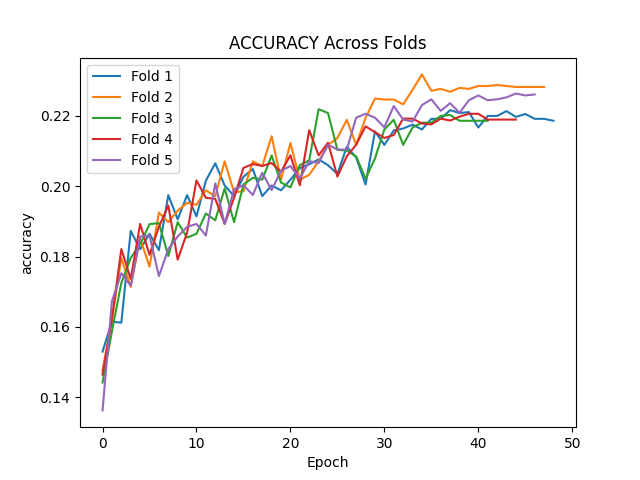 ACCURACY Across Folds
Fold 1
Fold 2
Fold 3
Fold 4
Fold 5
accuracy
0.22
0.20
0.18
0.16
0.14
0 10 20 30 40 50
Epoch